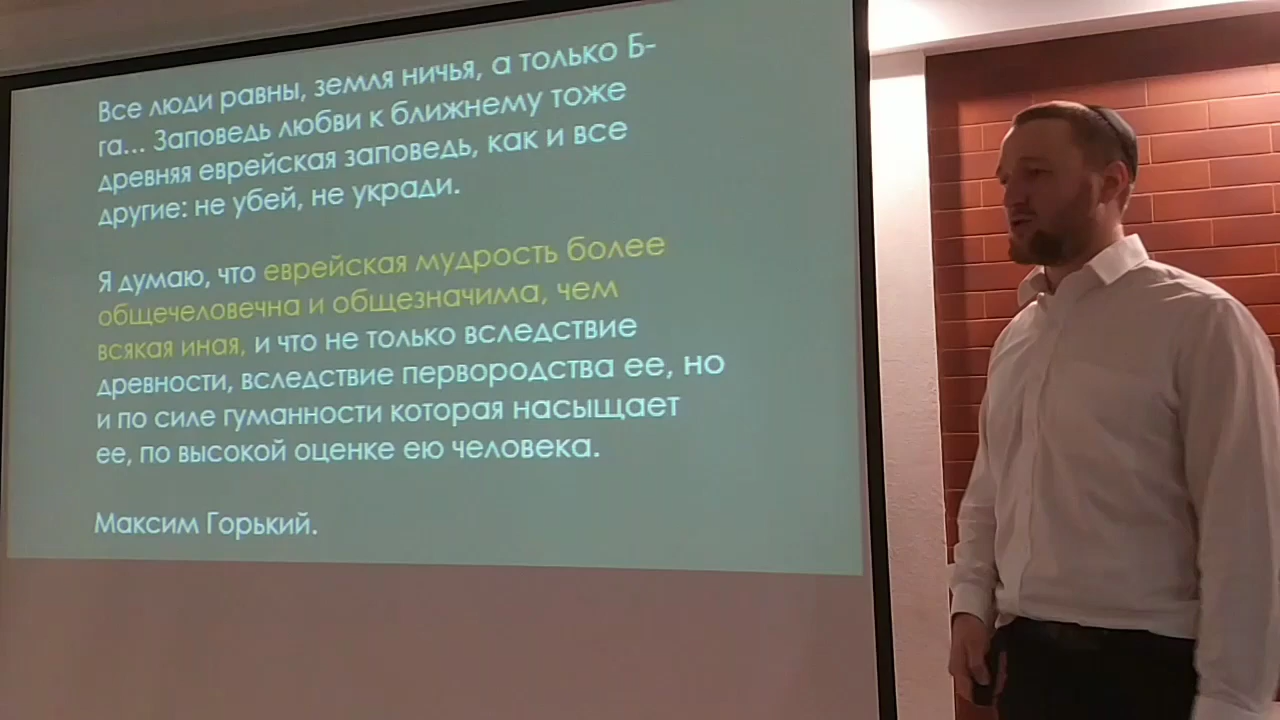 Все люди равны, земля ничья, а только Б-
га... Заповедь любви к ближнему тоже
древняя еврейская заповедь, как и все
другие: не убей, не укради.
Я думаю, что еврейская мудрость более
общечеловечна и общезначима, чем
всякая иная, и что не только вследствие
древности, вследствие первородства ее, но
и по силе гуманности которая насыщает
ее, по высокой оценке ею человека.
Максим Горький.